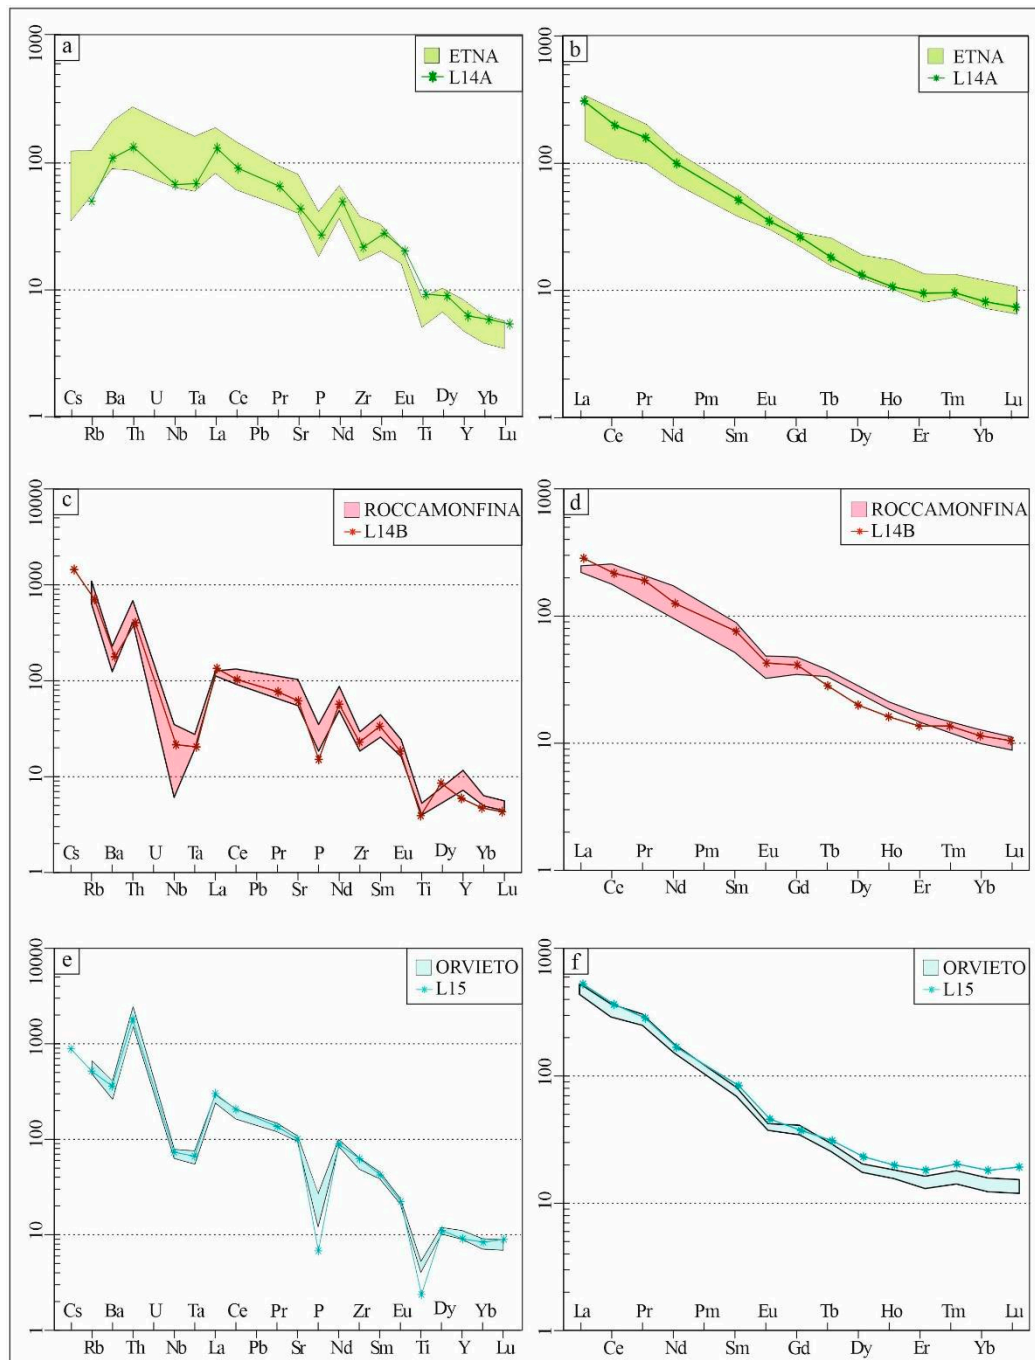 a
ETNA
L14A
1000
100
10
1
Cs Ba U Ta La Ce Pr P Zr Eu Dy Yb
Rb Th Nb La Pb Sr Nd Sm Ti Y Lu
b
ETNA
L14A
1000
100
10
1
La Pr Pm Eu Tb Ho Tm Lu
Ce Nd Sm Gd Dy Er Yb
c
ROCCAMONFINA
L14B
10000
1000
100
10
1
Cs Ba U Ta La Ce Pr P Zr Eu Dy Yb
Rb Th Nb La Pb Sr Nd Sm Ti Y Lu
d
ROCCAMONFINA
L14B
1000
100
10
1
La Pr Pm Eu Tb Ho Tm Lu
Ce Nd Sm Gd Dy Er Yb
e
ORVIETO
L15
10000
1000
100
10
1
Cs Ba U Ta Ce Pr P Zr Eu Dy Yb
Rb Th Nb La Pb Sr Nd Sm Ti Y Lu
f
ORVIETO
L15
1000
100
10
1
La Pr Pm Eu Tb Ho Tm Lu
Ce Nd Sm Gd Dy Er Yb